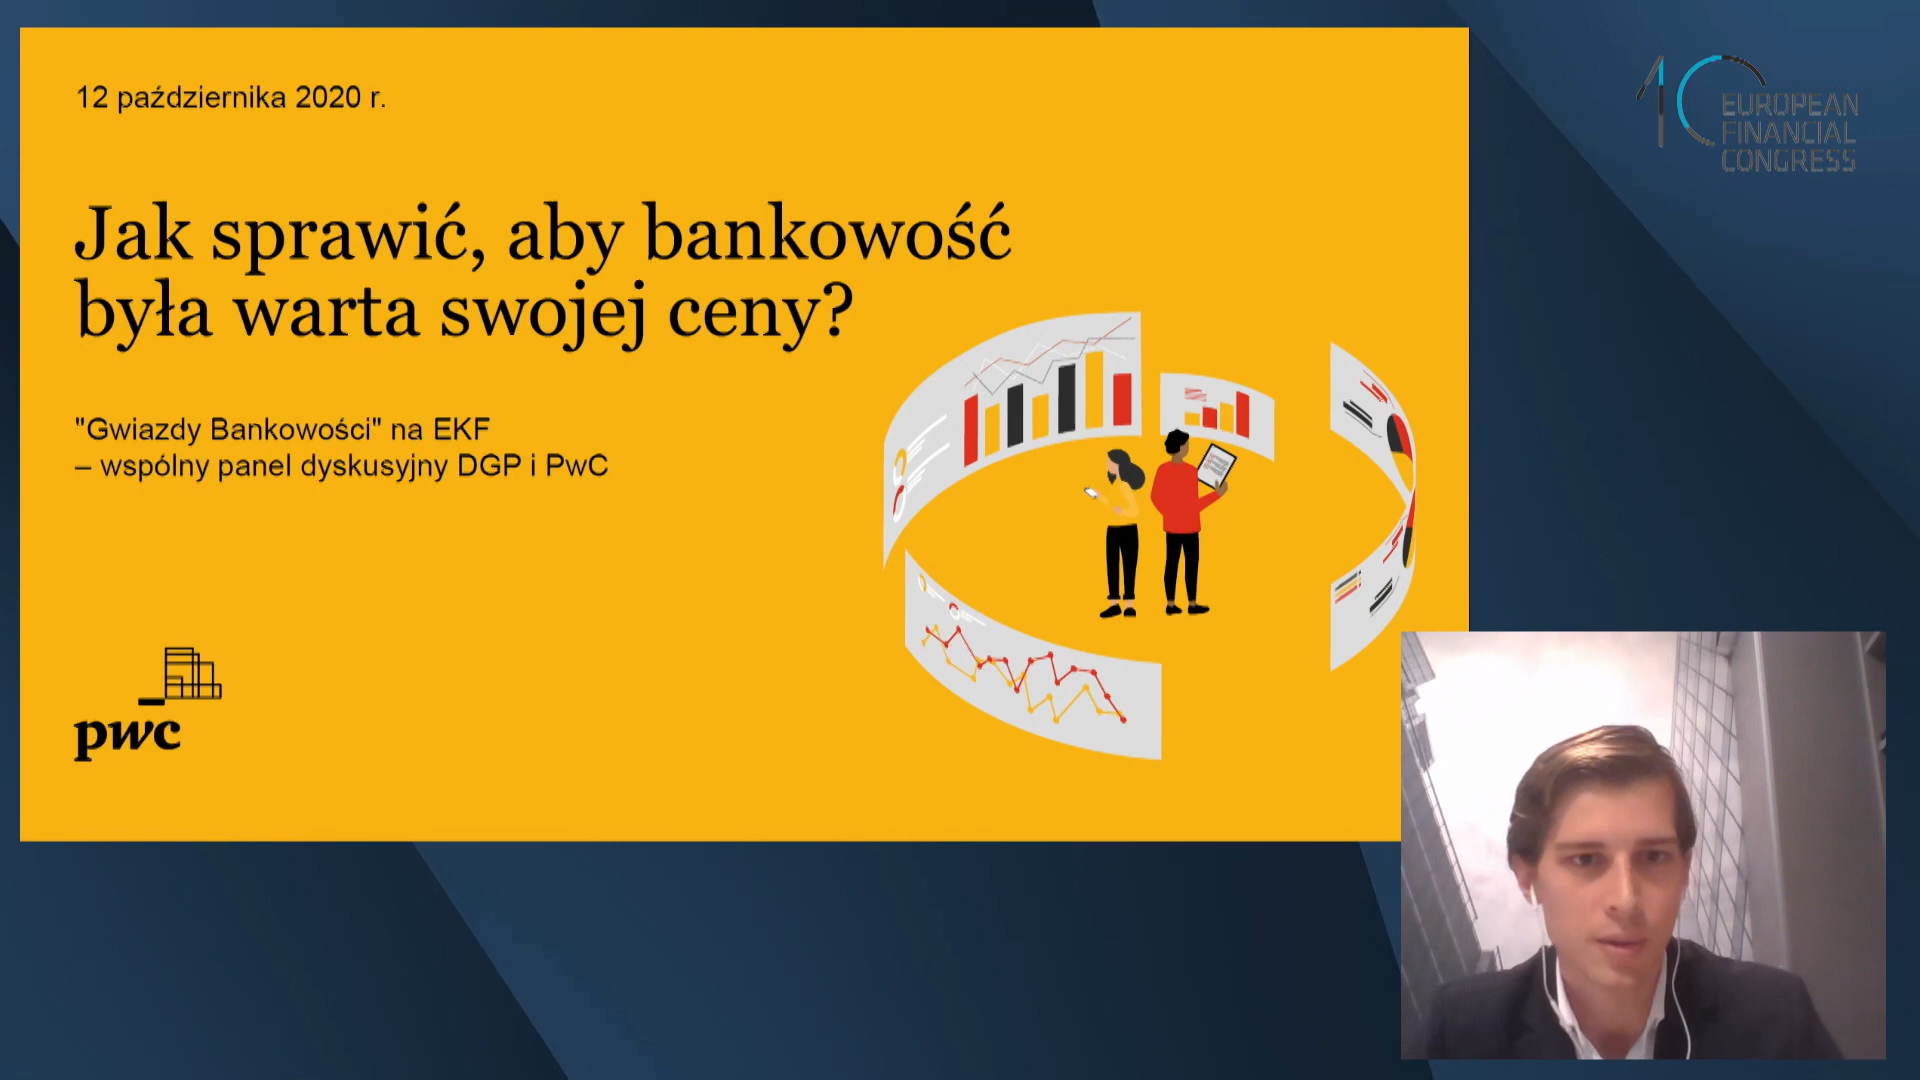 12 października 2020 r.
Jak sprawić, aby bankowość
była warta swojej ceny?
"Gwiazdy Bankowości" na EKF
– wspólny panel dyskusyjny DGP i PwC
pwc
10
EUROPEAN
FINANCIAL
CONGRESS